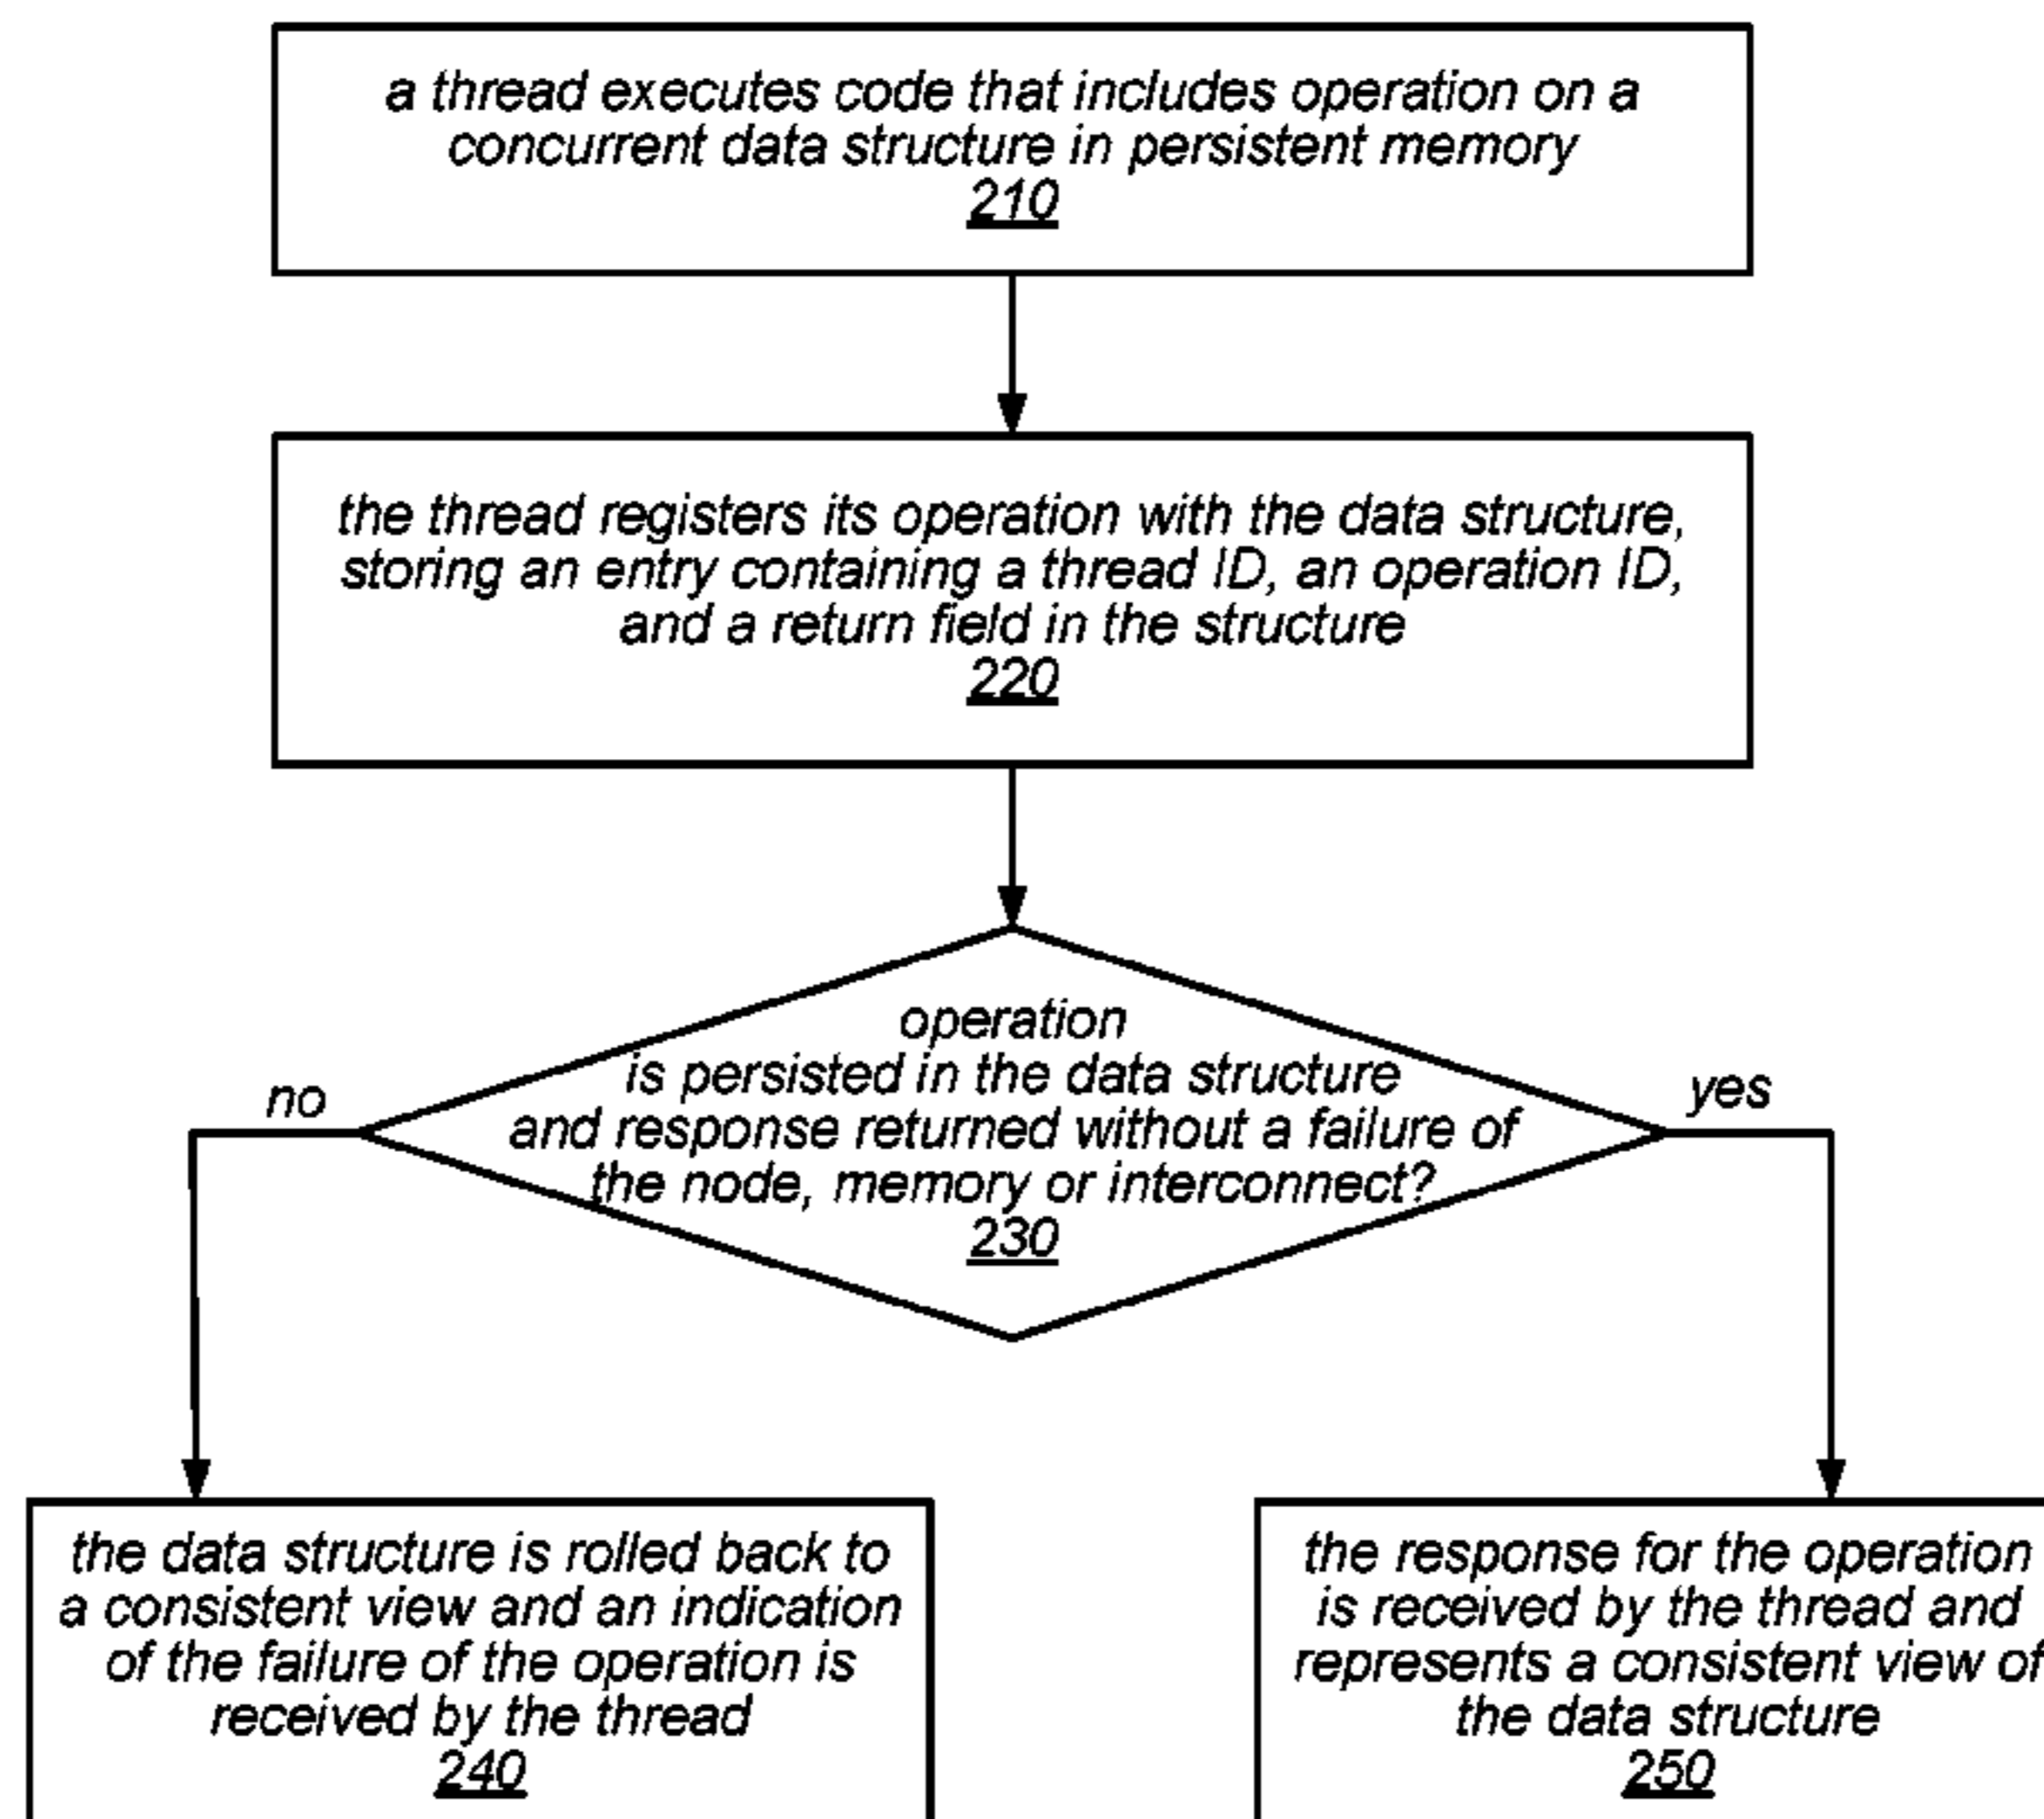 a thread executes code that includes operation on a
concurrent data structure in persistent memory
210
the thread registers its operation with the data structure,
storing an entry containing a thread ID, an operation ID,
and a return field in the structure
220
operation
is persisted in the data structure
and response returned without a failure of
the node, memory or interconnect?
230
no
yes
the data structure is rolled back to
a consistent view and an indication
of the failure of the operation is
received by the thread
240
the response for the operation
is received by the thread and
represents a consistent view of
the data structure
250